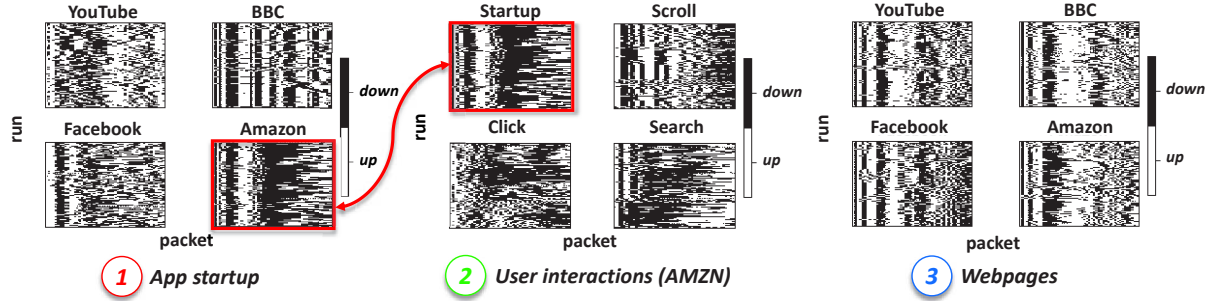 YouTube
BBC
Facebook
Amazon
run
packet
down
up
1 App startup
Startup
Scroll
Click
Search
run
packet
down
up
2 User interactions (AMZN)
YouTube
BBC
Facebook
Amazon
run
packet
down
up
3 Webpages